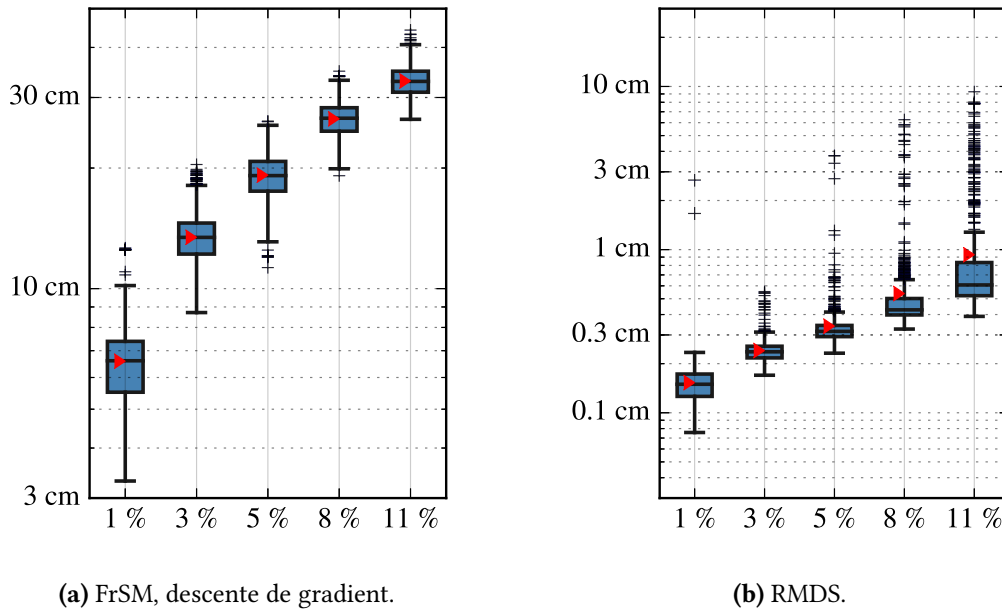 30 cm
10 cm
3 cm
1 % 3 % 5 % 8 % 11 %
(a) FrSM, descente de gradient.
10 cm
3 cm
1 cm
0.3 cm
0.1 cm
1 % 3 % 5 % 8 % 11 %
(b) RMDS.